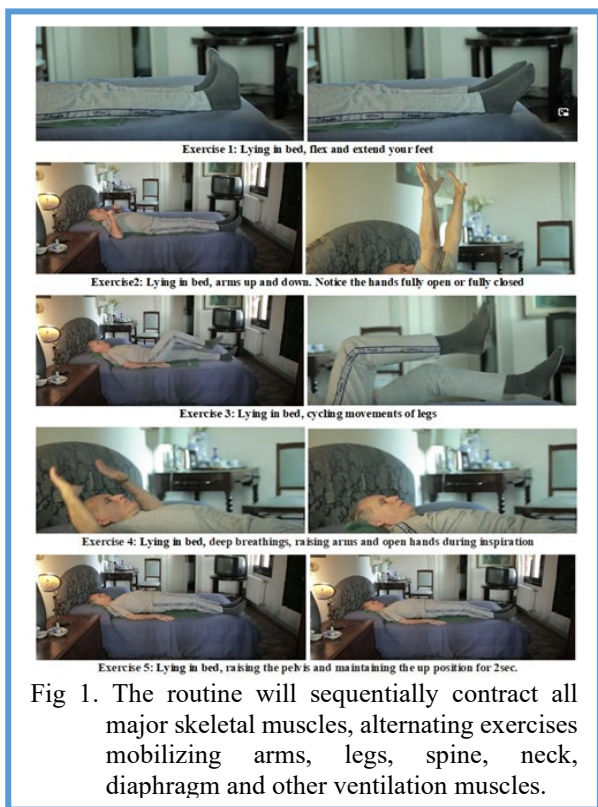 Exercise 1: Lying in bed, flex and extend your feet
Exercise2: Lying in bed, arms up and down. Notice the hands fully open or fully closed
Exercise 3: Lying in bed, cycling movements of legs
Exercise 4: Lying in bed, deep breathings, raising arms and open hands during inspiration
Exercise 5: Lying in bed, raising the pelvis and maintaining the up position for 2sec.
Fig 1. The routine will sequentially contract all
major skeletal muscles, alternating exercises
mobilizing arms, legs, spine, neck,
diaphragm and other ventilation muscles.